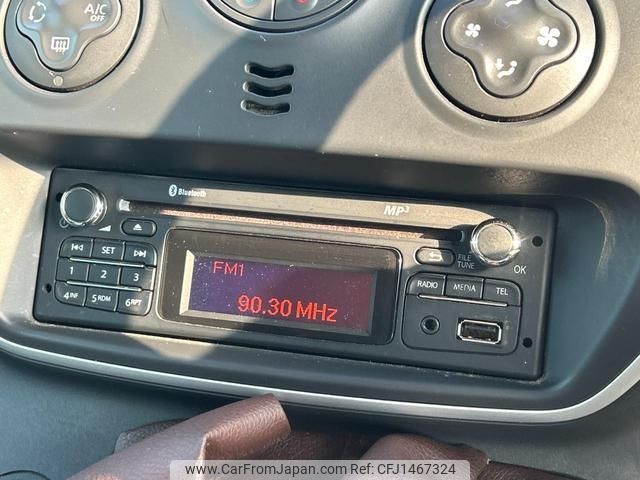 A/C
OFF
Bluetooth
MP3
FILE
TUNE
OK
SET
1 2 3
4 INF 5 RDM 6 RPT
FM1
90.30 MHz
RADIO MEDIA TEL
www.CarFromJapan.com Ref No: CFJ1467324